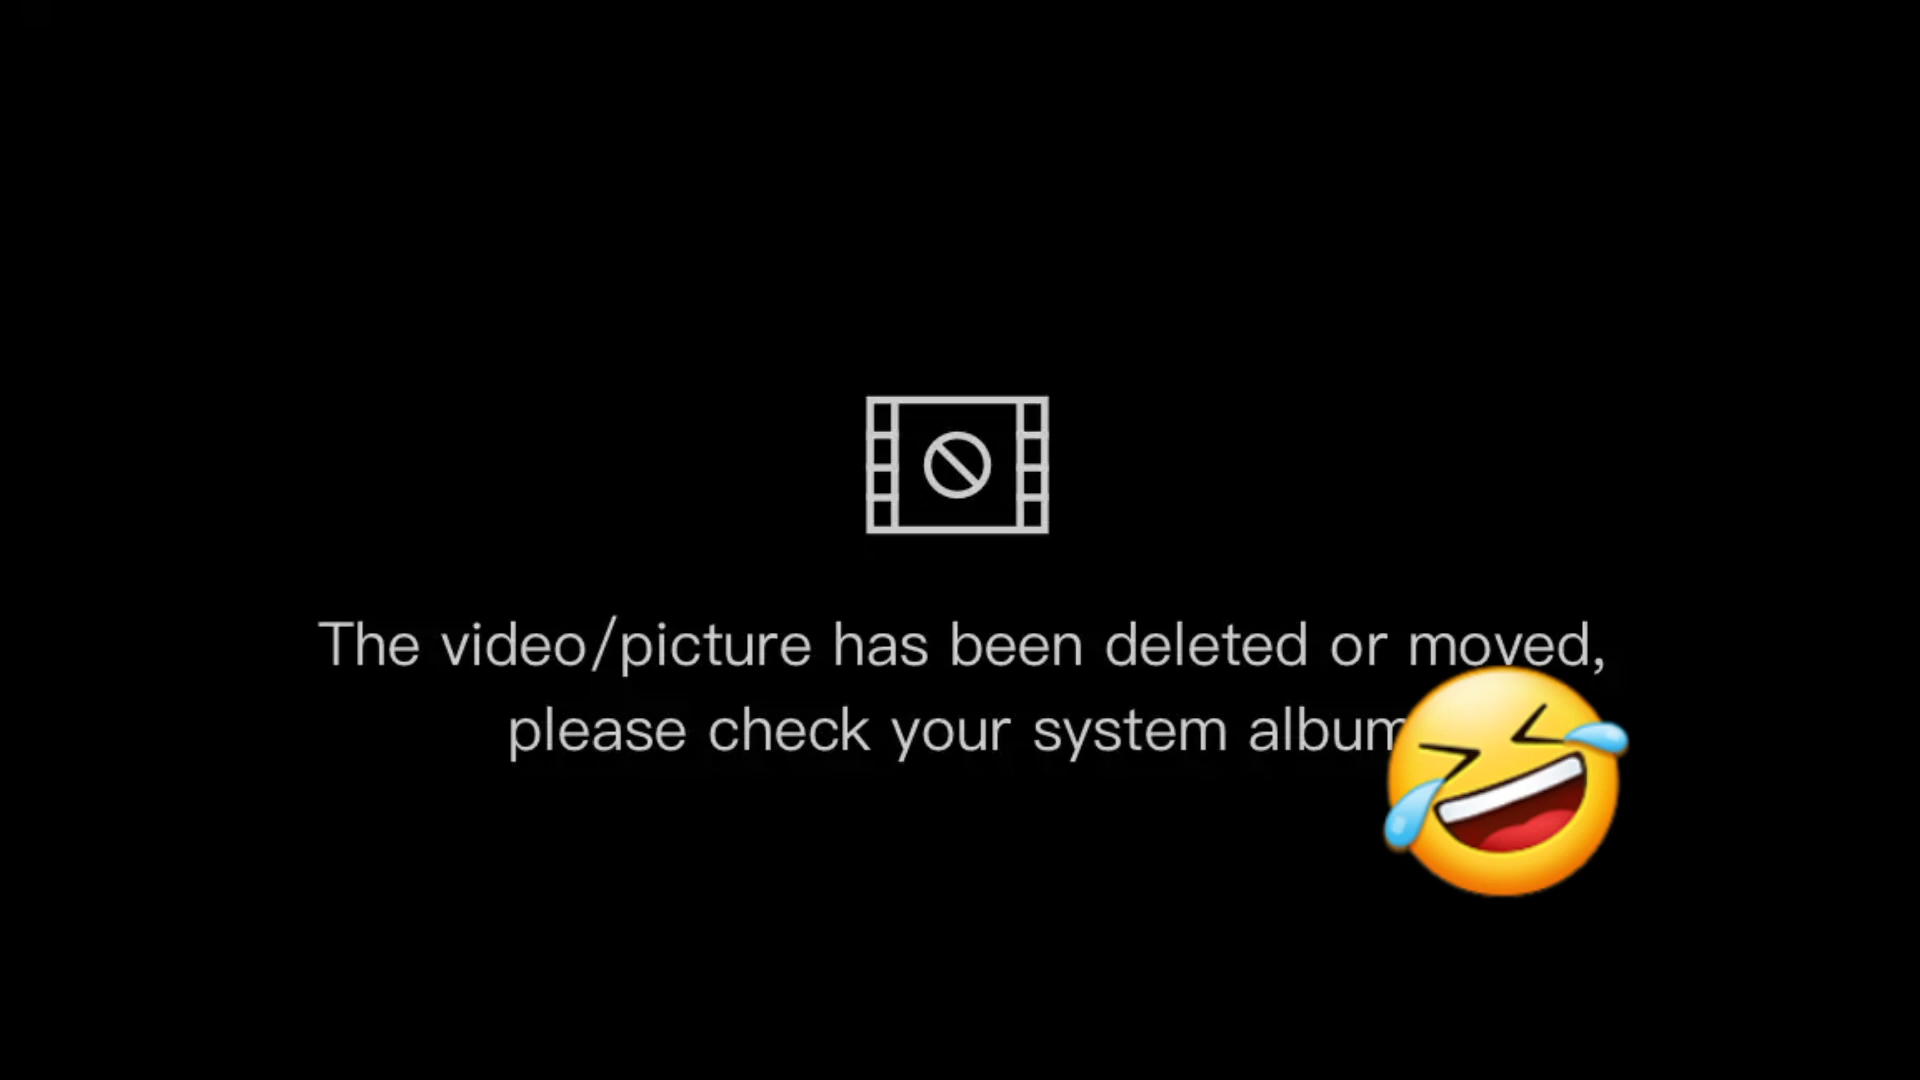 The video/picture has been deleted or moved,
please check your system album